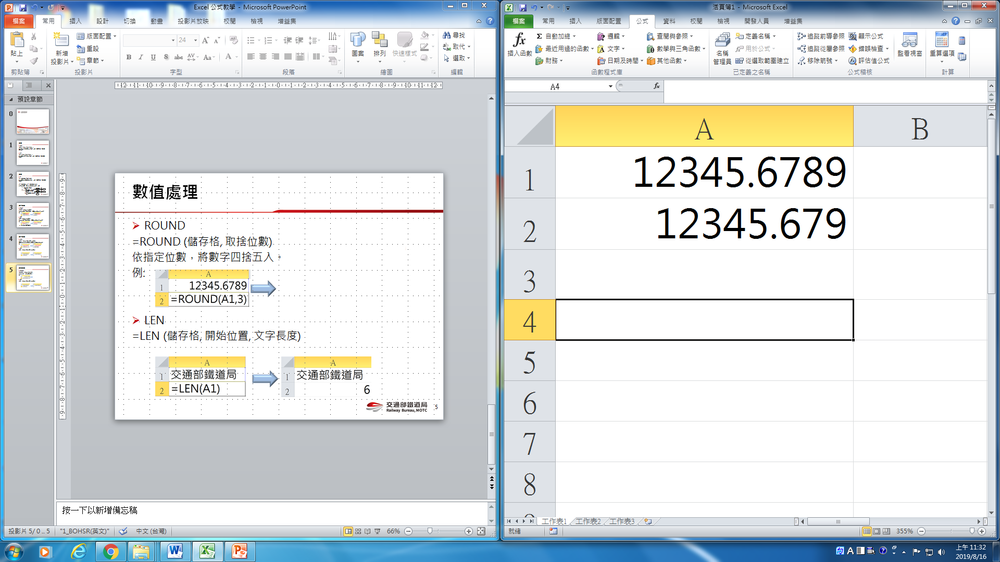 Excel 公式教學 - Microsoft PowerPoint
檔案 常用 插入 設計 切換 動畫 投影片放映 校閱 檢視 增益集
貼上 新增 投影片 版面配置 重設 章節
24
B I U S abc AV Aa A
圖案 排列 快速樣式 尋找 取代 選取
剪貼簿 投影片 字型 段落 繪圖 編輯
預設章節
0
1
2
3
4
5
數值處理
ROUND
=ROUND (儲存格, 取捨位數)
依指定位數，將數字四捨五入。
例:
A
1 12345.6789
2 =ROUND(A1,3)
LEN
=LEN (儲存格, 開始位置, 文字長度)
A
1 交通部鐵道局
2 =LEN(A1)
A
1 交通部鐵道局
2 6
交通部鐵道局
Railway Bureau, MOTC
5
按一下以新增備忘稿
投影片 5/ 0 .. 5 "1_BOHSR(英文)" 中文 (台灣) 66%
活頁簿1 - Microsoft Excel
檔案 常用 插入 版面配置 公式 資料 校閱 檢視 開發人員 增益集
fx 插入函數
Σ 自動加總 最近用過的函數 財務
邏輯 文字 日期及時間
查閱與參照 數學與三角函數 其他函數
名稱管理員 定義名稱 用於公式 從選取範圍建立
追蹤前導參照 追蹤從屬參照 移除箭號
顯示公式 錯誤檢查 評估值公式
監看視窗 重算選項
函數程式庫 已定義之名稱 公式稽核 計算
A4 fx
A B
1 12345.6789
2 12345.679
3
4
5
6
7
8
工作表1 工作表2 工作表3
就緒 355%
上午 11:32
2019/8/16